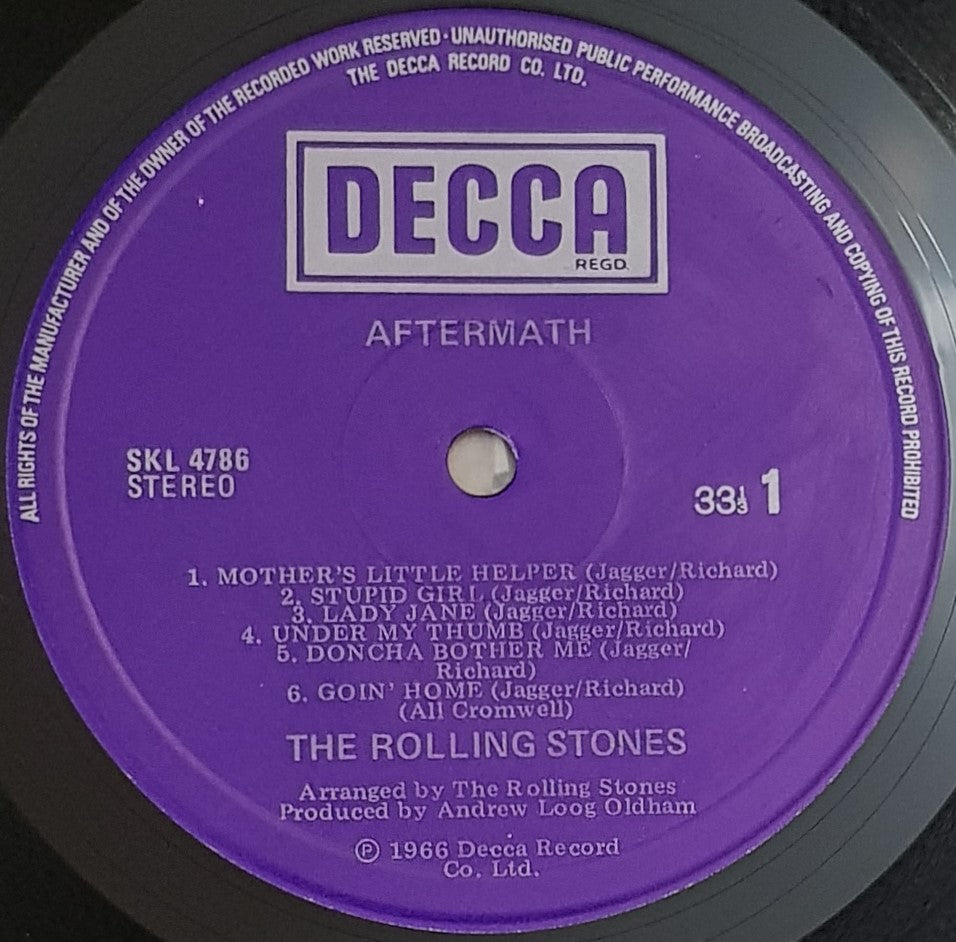 ALL RIGHTS OF THE MANUFACTURER AND OF THE OWNER OF THE RECORDED WORK RESERVED · UNAUTHORISED PUBLIC PERFORMANCE BROADCASTING AND COPYING OF THIS RECORD PROHIBITED
THE DECCA RECORD CO. LTD.
DECCA
REGD.
AFTERMATH
SKL 4786
STEREO
33⅓ 1
1. MOTHER'S LITTLE HELPER (Jagger/Richard)
2. STUPID GIRL (Jagger/Richard)
3. LADY JANE (Jagger/Richard)
4. UNDER MY THUMB (Jagger/Richard)
5. DONCHA BOTHER ME (Jagger/
Richard)
6. GOIN' HOME (Jagger/Richard)
(All Cromwell)
THE ROLLING STONES
Arranged by The Rolling Stones
Produced by Andrew Loog Oldham
℗ 1966 Decca Record
Co. Ltd.